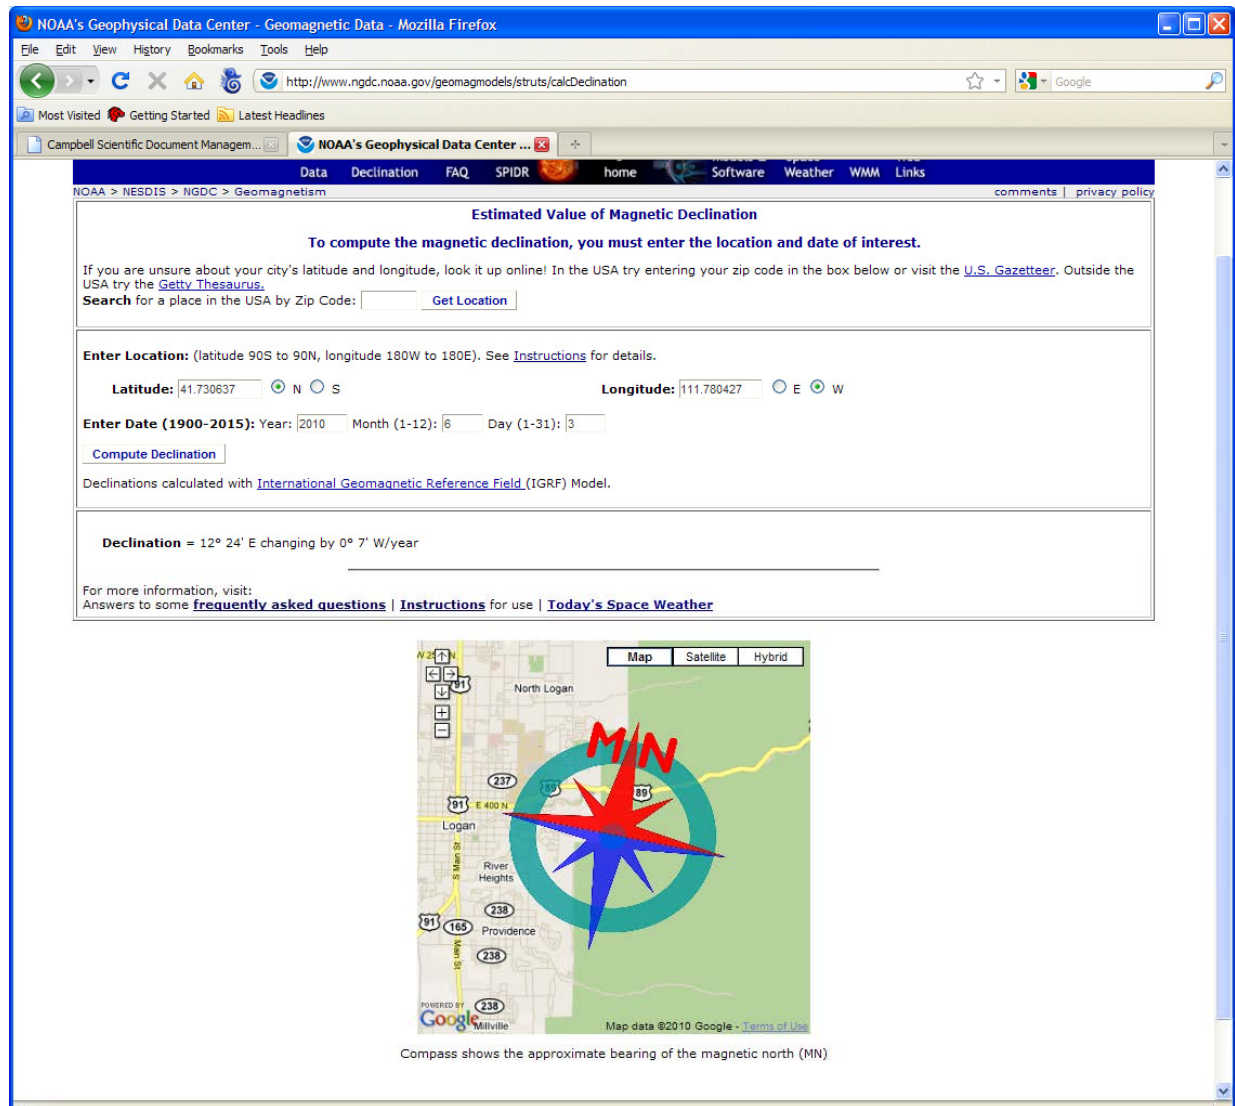 NOAA's Geophysical Data Center - Geomagnetic Data - Mozilla Firefox
File Edit View History Bookmarks Tools Help
http://www.ngdc.noaa.gov/geomagmodels/struts/calcDeclination Google
Most Visited Getting Started Latest Headlines
Campbell Scientific Document Managem... NOAA's Geophysical Data Center ...
Data Declination FAQ SPIDR home Software Weather WMM Links
NOAA > NESDIS > NGDC > Geomagnetism comments | privacy policy
Estimated Value of Magnetic Declination
To compute the magnetic declination, you must enter the location and date of interest.
If you are unsure about your city's latitude and longitude, look it up online! In the USA try entering your zip code in the box below or visit the U.S. Gazetteer. Outside the
USA try the Getty Thesaurus.
Search for a place in the USA by Zip Code: Get Location
Enter Location: (latitude 90S to 90N, longitude 180W to 180E). See Instructions for details.
Latitude: 41.730637 N S Longitude: 111.780427 E W
Enter Date (1900-2015): Year: 2010 Month (1-12): 6 Day (1-31): 3
Compute Declination
Declinations calculated with International Geomagnetic Reference Field (IGRF) Model.
Declination = 12° 24' E changing by 0° 7' W/year
For more information, visit:
Answers to some frequently asked questions | Instructions for use | Today's Space Weather
Map Satellite Hybrid
91
North Logan
MN
237
89 89
91 E 400 N
Logan
S Main St
River
Heights
238
91 165 Providence
Main St
238
238
POWERED BY
Google Millville Map data ©2010 Google - Terms of Use
Compass shows the approximate bearing of the magnetic north (MN)